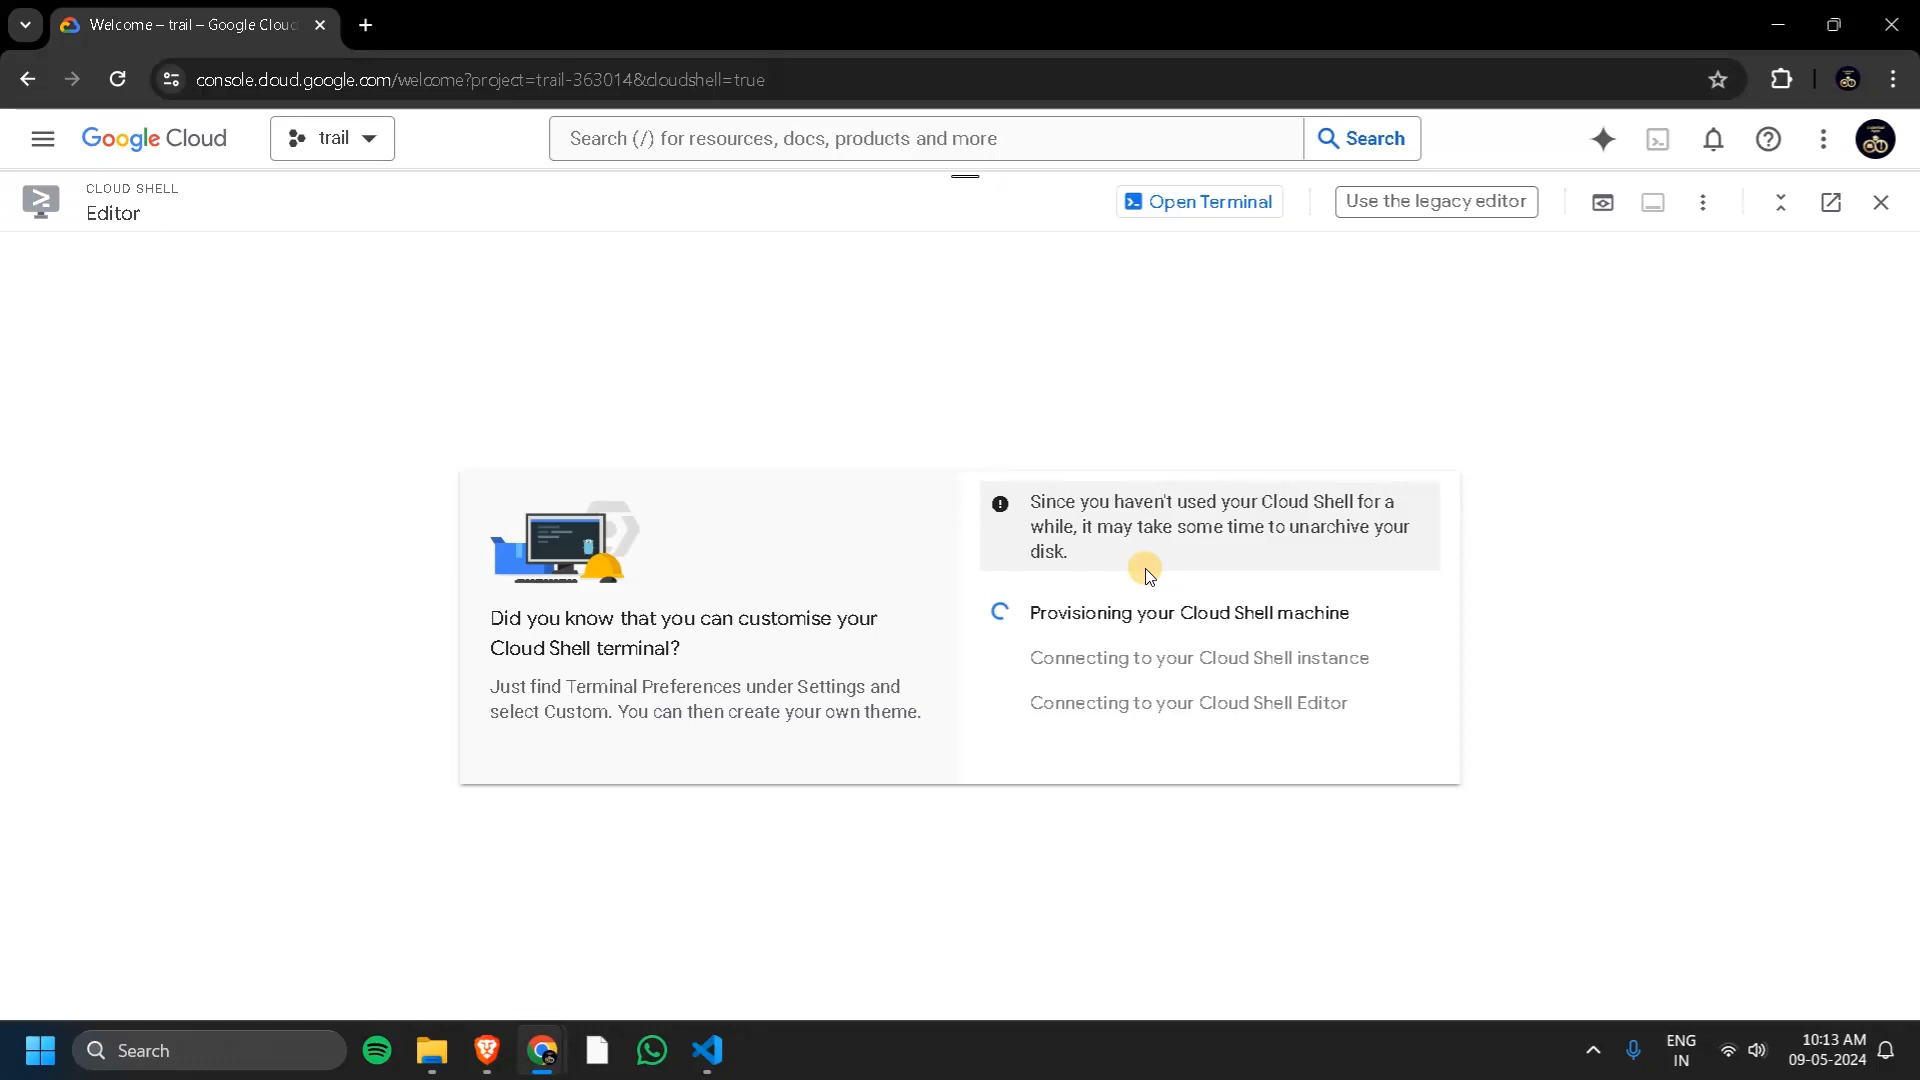 Welcome – trail – Google Cloud
console.cloud.google.com/welcome?project=trail-363014&cloudshell=true
Google Cloud
trail
Search (/) for resources, docs, products and more
Search
CLOUD SHELL
Editor
Open Terminal
Use the legacy editor
Since you haven't used your Cloud Shell for a
while, it may take some time to unarchive your
disk.
Did you know that you can customise your
Cloud Shell terminal?
Just find Terminal Preferences under Settings and
select Custom. You can then create your own theme.
Provisioning your Cloud Shell machine
Connecting to your Cloud Shell instance
Connecting to your Cloud Shell Editor
Search
ENG
IN
10:13 AM
09-05-2024